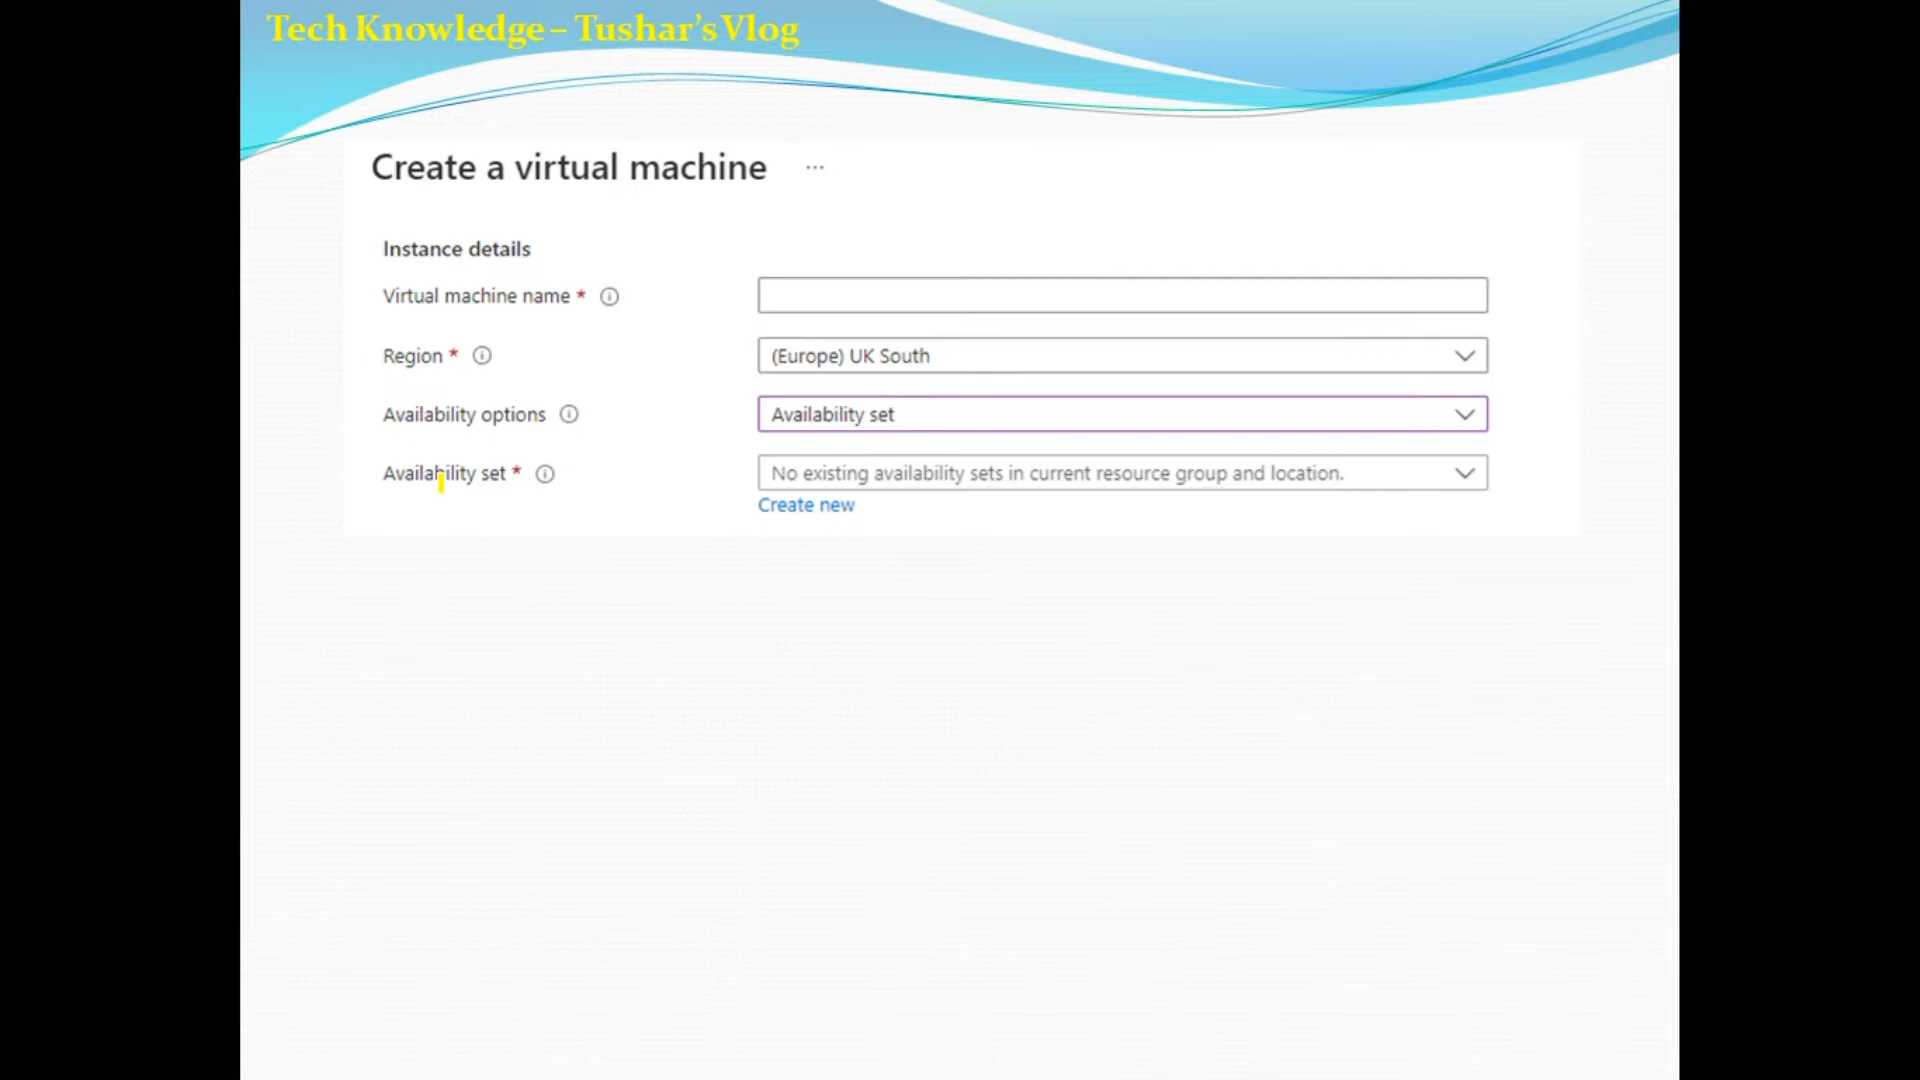 Tech Knowledge – Tushar's Vlog
Create a virtual machine ...
Instance details
Virtual machine name *
Region * (Europe) UK South
Availability options Availability set
Availability set * No existing availability sets in current resource group and location.
Create new